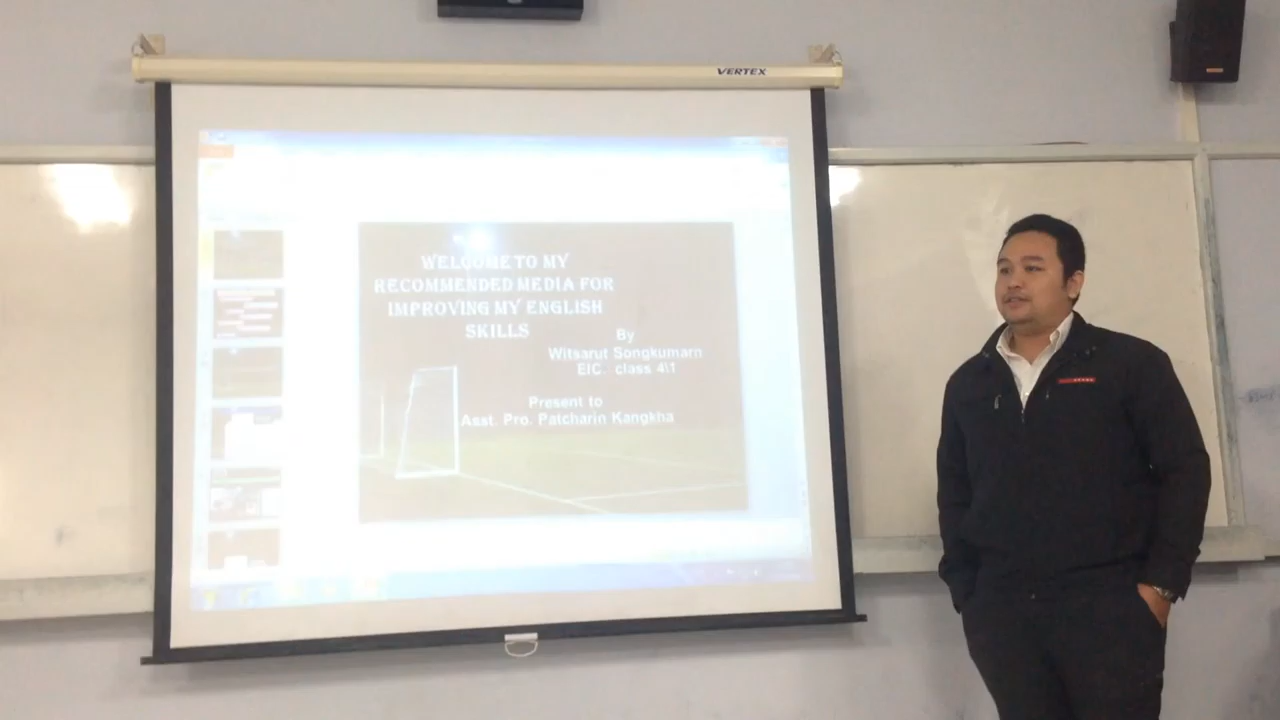 VERTEX
WELCOME TO MY
RECOMMENDED MEDIA FOR
IMPROVING MY ENGLISH
SKILLS
By
Witsarut Songkumarn
EIC. class 4\1
Present to
Asst. Pro. Patcharin Kangkha